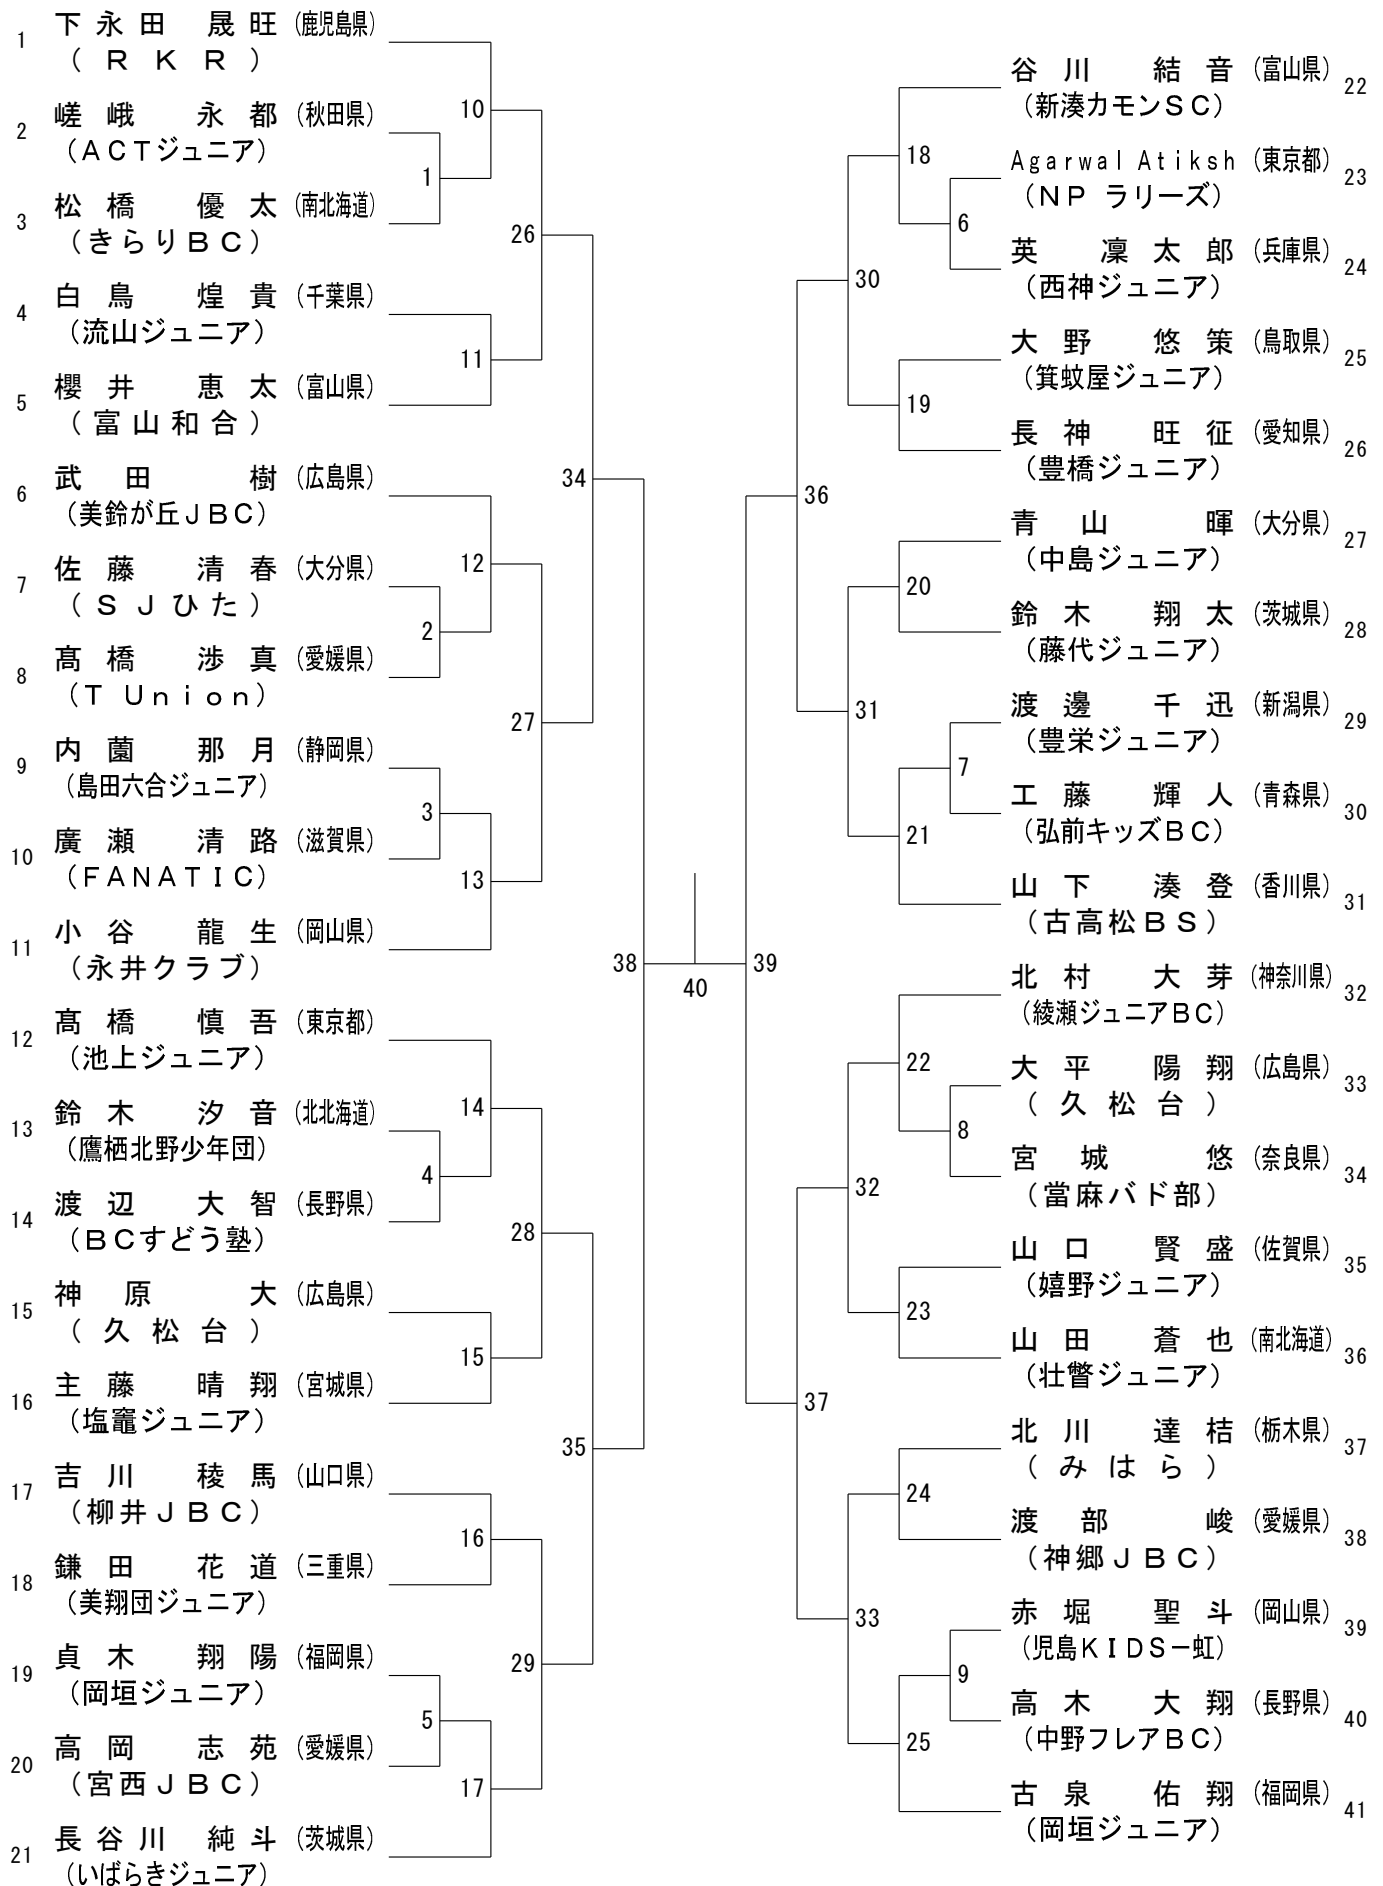 1 下永田 晟旺 (鹿児島県)
(ＲＫＲ)
10
2 嵯峨 永都 (秋田県)
(ＡＣＴジュニア)
1
3 松橋 優太 (南北海道)
(きらりＢＣ)
26
4 白鳥 煌貴 (千葉県)
(流山ジュニア)
11
5 櫻井 恵太 (富山県)
(富山和合)
34
6 武田 樹 (広島県)
(美鈴が丘ＪＢＣ)
12
7 佐藤 清春 (大分県)
(ＳＪひた)
2
8 髙橋 渉真 (愛媛県)
(Ｔ Ｕｎｉｏｎ)
27
9 内薗 那月 (静岡県)
(島田六合ジュニア)
3
10 廣瀬 清路 (滋賀県)
(ＦＡＮＡＴＩＣ)
13
11 小谷 龍生 (岡山県)
(永井クラブ)
38
40
39
12 髙橋 慎吾 (東京都)
(池上ジュニア)
14
13 鈴木 汐音 (北北海道)
(鷹栖北野少年団)
4
14 渡辺 大智 (長野県)
(ＢＣすどう塾)
28
15 神原 大 (広島県)
(久松台)
15
16 主藤 晴翔 (宮城県)
(塩竈ジュニア)
35
17 吉川 稜馬 (山口県)
(柳井ＪＢＣ)
16
18 鎌田 花道 (三重県)
(美翔団ジュニア)
29
19 貞木 翔陽 (福岡県)
(岡垣ジュニア)
5
20 高岡 志苑 (愛媛県)
(宮西ＪＢＣ)
17
21 長谷川 純斗 (茨城県)
(いばらきジュニア)
谷川 結音 (富山県) 22
(新湊カモンＳＣ)
18
Agarwal Atiksh (東京都) 23
(ＮＰ ラリーズ)
6
英 凜太郎 (兵庫県) 24
(西神ジュニア)
30
大野 悠策 (鳥取県) 25
(箕蚊屋ジュニア)
19
長神 旺征 (愛知県) 26
(豊橋ジュニア)
36
青山 暉 (大分県) 27
(中島ジュニア)
20
鈴木 翔太 (茨城県) 28
(藤代ジュニア)
31
渡邊 千迅 (新潟県) 29
(豊栄ジュニア)
7
工藤 輝人 (青森県) 30
(弘前キッズＢＣ)
21
山下 湊登 (香川県) 31
(古高松ＢＳ)
北村 大芽 (神奈川県) 32
(綾瀬ジュニアＢＣ)
22
大平 陽翔 (広島県) 33
(久松台)
8
宮城 悠 (奈良県) 34
(當麻バド部)
32
山口 賢盛 (佐賀県) 35
(嬉野ジュニア)
23
山田 蒼也 (南北海道) 36
(壮瞥ジュニア)
37
北川 達桔 (栃木県) 37
(みはら)
24
渡部 峻 (愛媛県) 38
(神郷ＪＢＣ)
33
赤堀 聖斗 (岡山県) 39
(児島ＫＩＤＳ－虹)
9
高木 大翔 (長野県) 40
(中野フレアＢＣ)
25
古泉 佑翔 (福岡県) 41
(岡垣ジュニア)